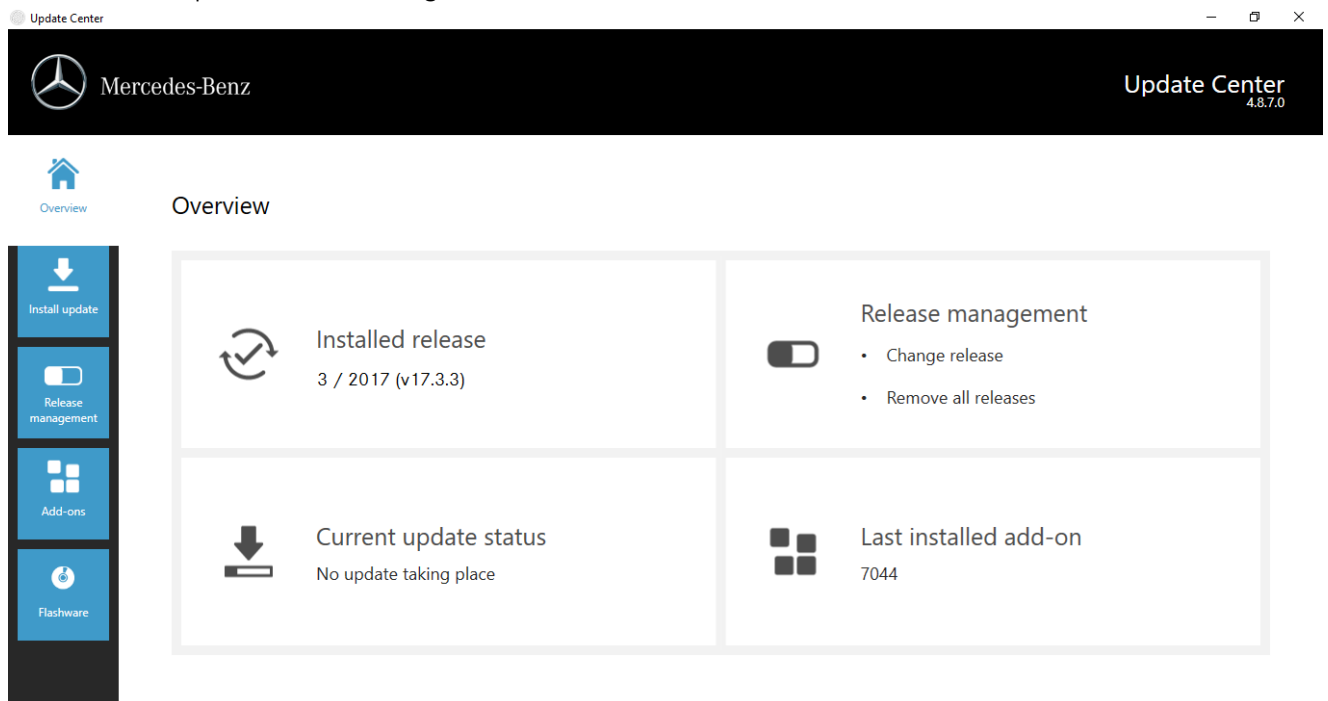 Update Center
Mercedes-Benz
Update Center
4.8.7.0
Overview
Install update
Release
management
Add-ons
Flashware
Overview
Installed release
3 / 2017 (v17.3.3)
Release management
• Change release
• Remove all releases
Current update status
No update taking place
Last installed add-on
7044